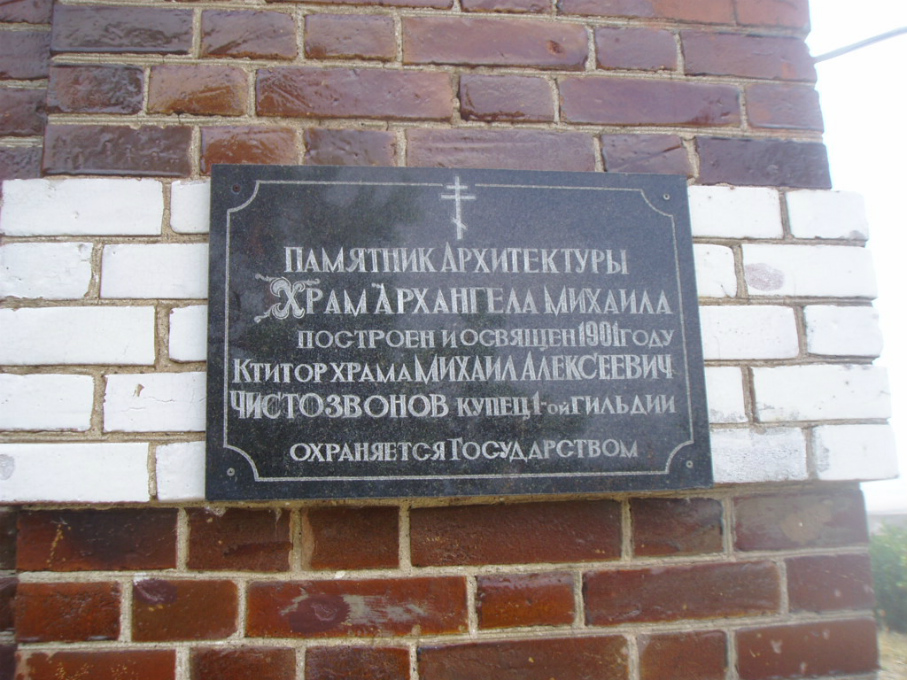 ПАМЯТНИК АРХИТЕКТУРЫ
ХРАМ АРХАНГЕЛА МИХАИЛА
ПОСТРОЕН И ОСВЯЩЕН 1901 ГОДУ
КТИТОР ХРАМА МИХАИЛ АЛЕКСЕЕВИЧ
ЧИСТОЗВОНОВ КУПЕЦ 1-ОЙ ГИЛЬДИИ
ОХРАНЯЕТСЯ ГОСУДАРСТВОМ